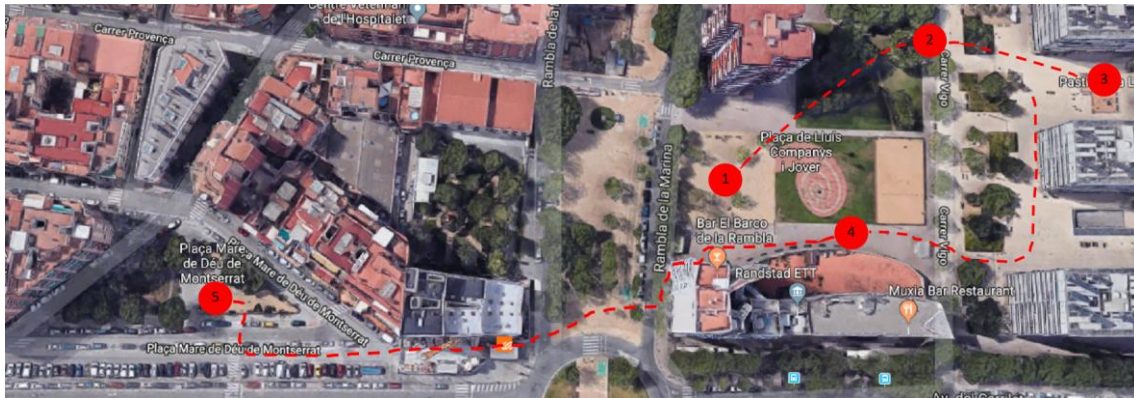 Centre Veterinari
de l'Hospitalet
Carrer Provença
Carrer Provença
Rambla de la
2
Carrer Vigo
3
Plaça de Lluís
Companys
i Jover
1
Rambla de la Marina
Bar El Barco
de la Rambla
4
Carrer Vigo
Randstad ETT
Muxia Bar Restaurant
Plaça Mare
de Déu de
Montserrat
5
Plaça Mare de Déu de Montserrat
Plaça Mare de Déu de Montserrat